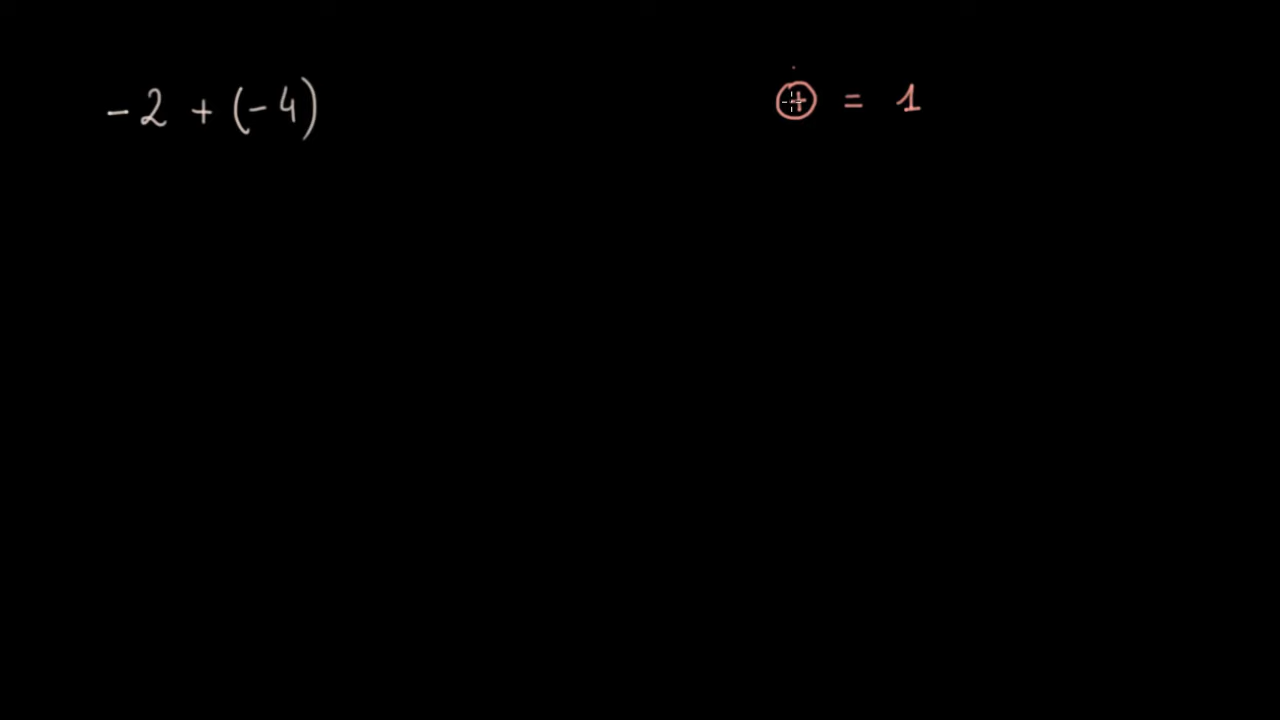 -2 + (-4)
⊕ = 1